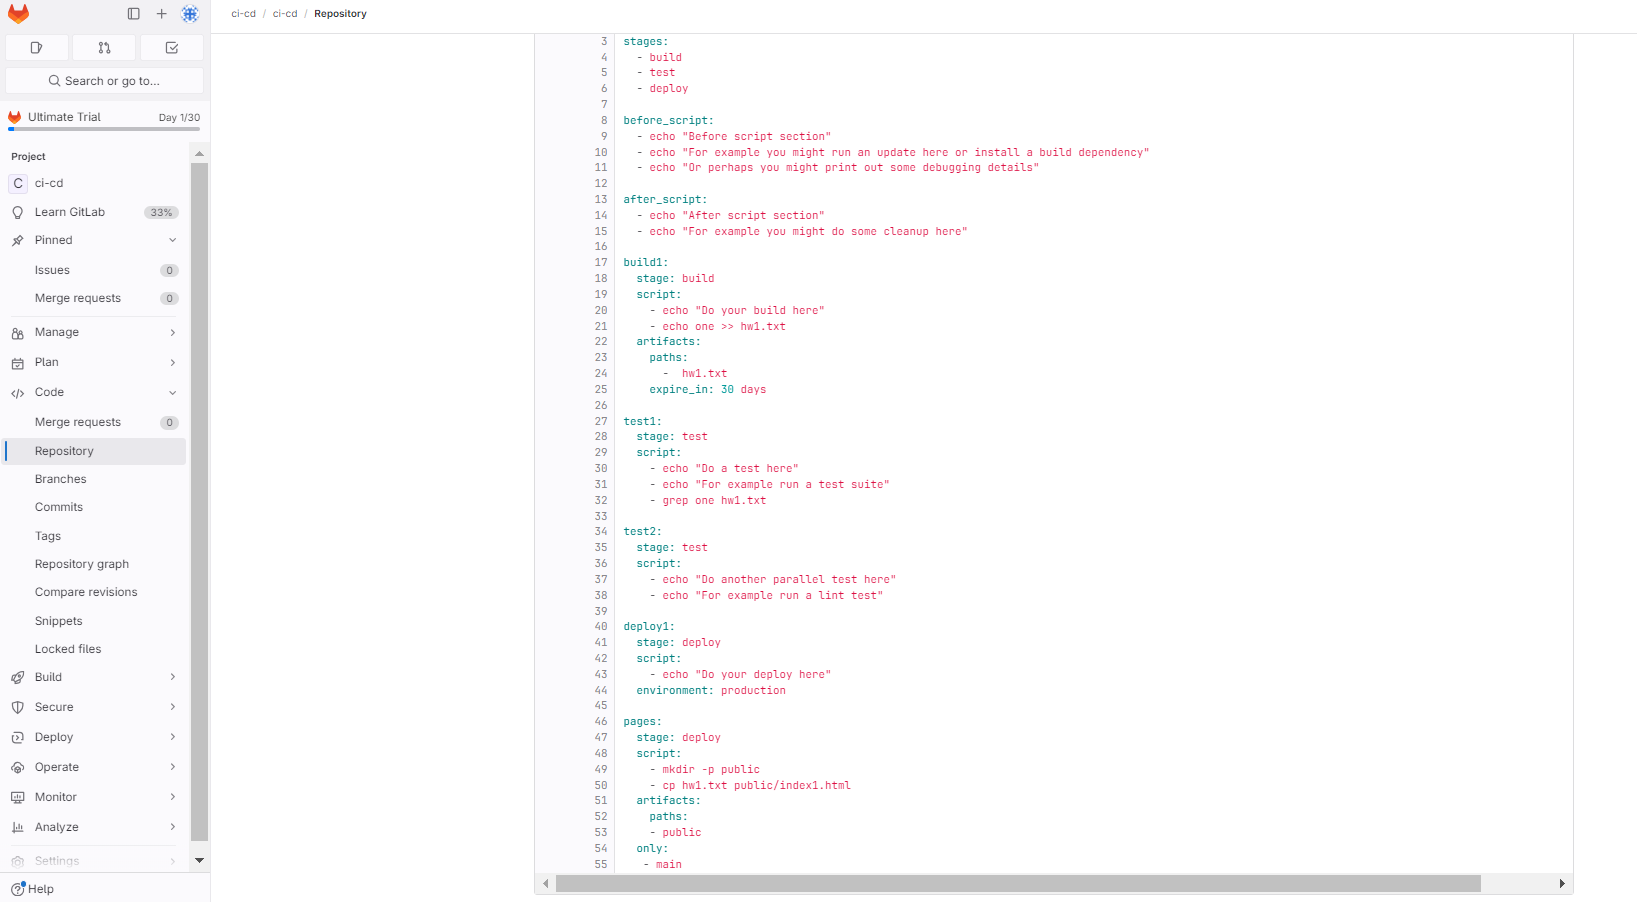 ci-cd / ci-cd / Repository
Search or go to...
Ultimate Trial Day 1/30
Project
C ci-cd
Learn GitLab 33%
Pinned
Issues 0
Merge requests 0
Manage
Plan
Code
Merge requests 0
Repository
Branches
Commits
Tags
Repository graph
Compare revisions
Snippets
Locked files
Build
Secure
Deploy
Operate
Monitor
Analyze
Settings
Help
3 stages:
4   - build
5   - test
6   - deploy
7
8 before_script:
9   - echo "Before script section"
10   - echo "For example you might run an update here or install a build dependency"
11   - echo "Or perhaps you might print out some debugging details"
12
13 after_script:
14   - echo "After script section"
15   - echo "For example you might do some cleanup here"
16
17 build1:
18   stage: build
19   script:
20     - echo "Do your build here"
21     - echo one >> hw1.txt
22   artifacts:
23     paths:
24       -  hw1.txt
25     expire_in: 30 days
26
27 test1:
28   stage: test
29   script:
30     - echo "Do a test here"
31     - echo "For example run a test suite"
32     - grep one hw1.txt
33
34 test2:
35   stage: test
36   script:
37     - echo "Do another parallel test here"
38     - echo "For example run a lint test"
39
40 deploy1:
41   stage: deploy
42   script:
43     - echo "Do your deploy here"
44   environment: production
45
46 pages:
47   stage: deploy
48   script:
49     - mkdir -p public
50     - cp hw1.txt public/index1.html
51   artifacts:
52     paths:
53     - public
54   only:
55    - main